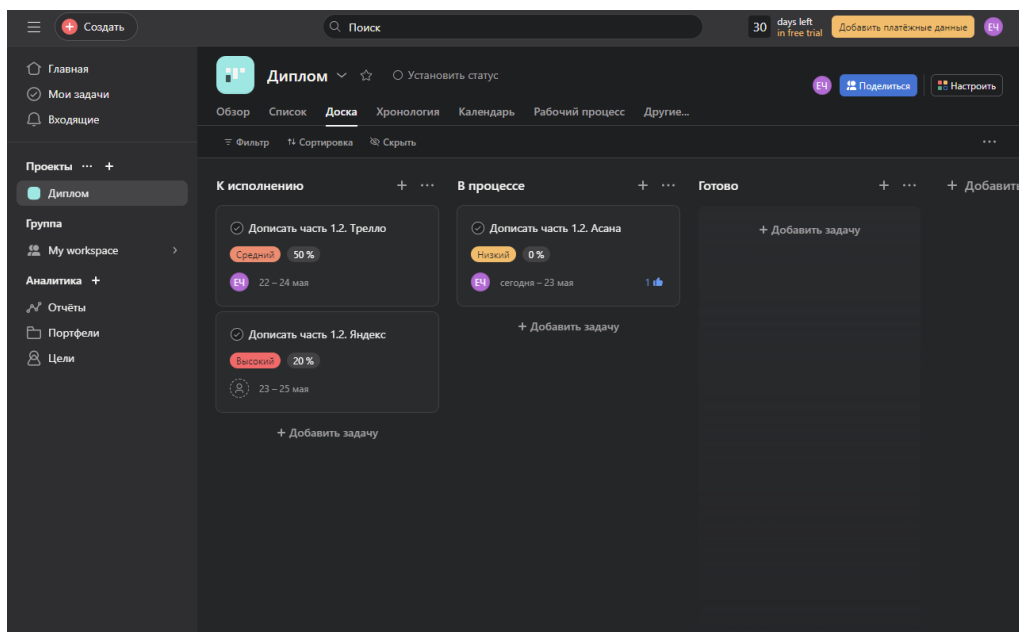 Создать
Поиск
30 days left
in free trial
Добавить платёжные данные
ЕЧ
Главная
Мои задачи
Входящие
Проекты
Диплом
Группа
My workspace
Аналитика
Отчёты
Портфели
Цели
Диплом
Установить статус
ЕЧ
Поделиться
Настроить
Обзор Список Доска Хронология Календарь Рабочий процесс Другие...
Фильтр Сортировка Скрыть
К исполнению
Дописать часть 1.2. Трелло
Средний 50 %
ЕЧ 22 – 24 мая
Дописать часть 1.2. Яндекс
Высокий 20 %
23 – 25 мая
+ Добавить задачу
В процессе
Дописать часть 1.2. Асана
Низкий 0 %
ЕЧ сегодня – 23 мая 1
+ Добавить задачу
Готово
+ Добавить задачу
+ Добавить